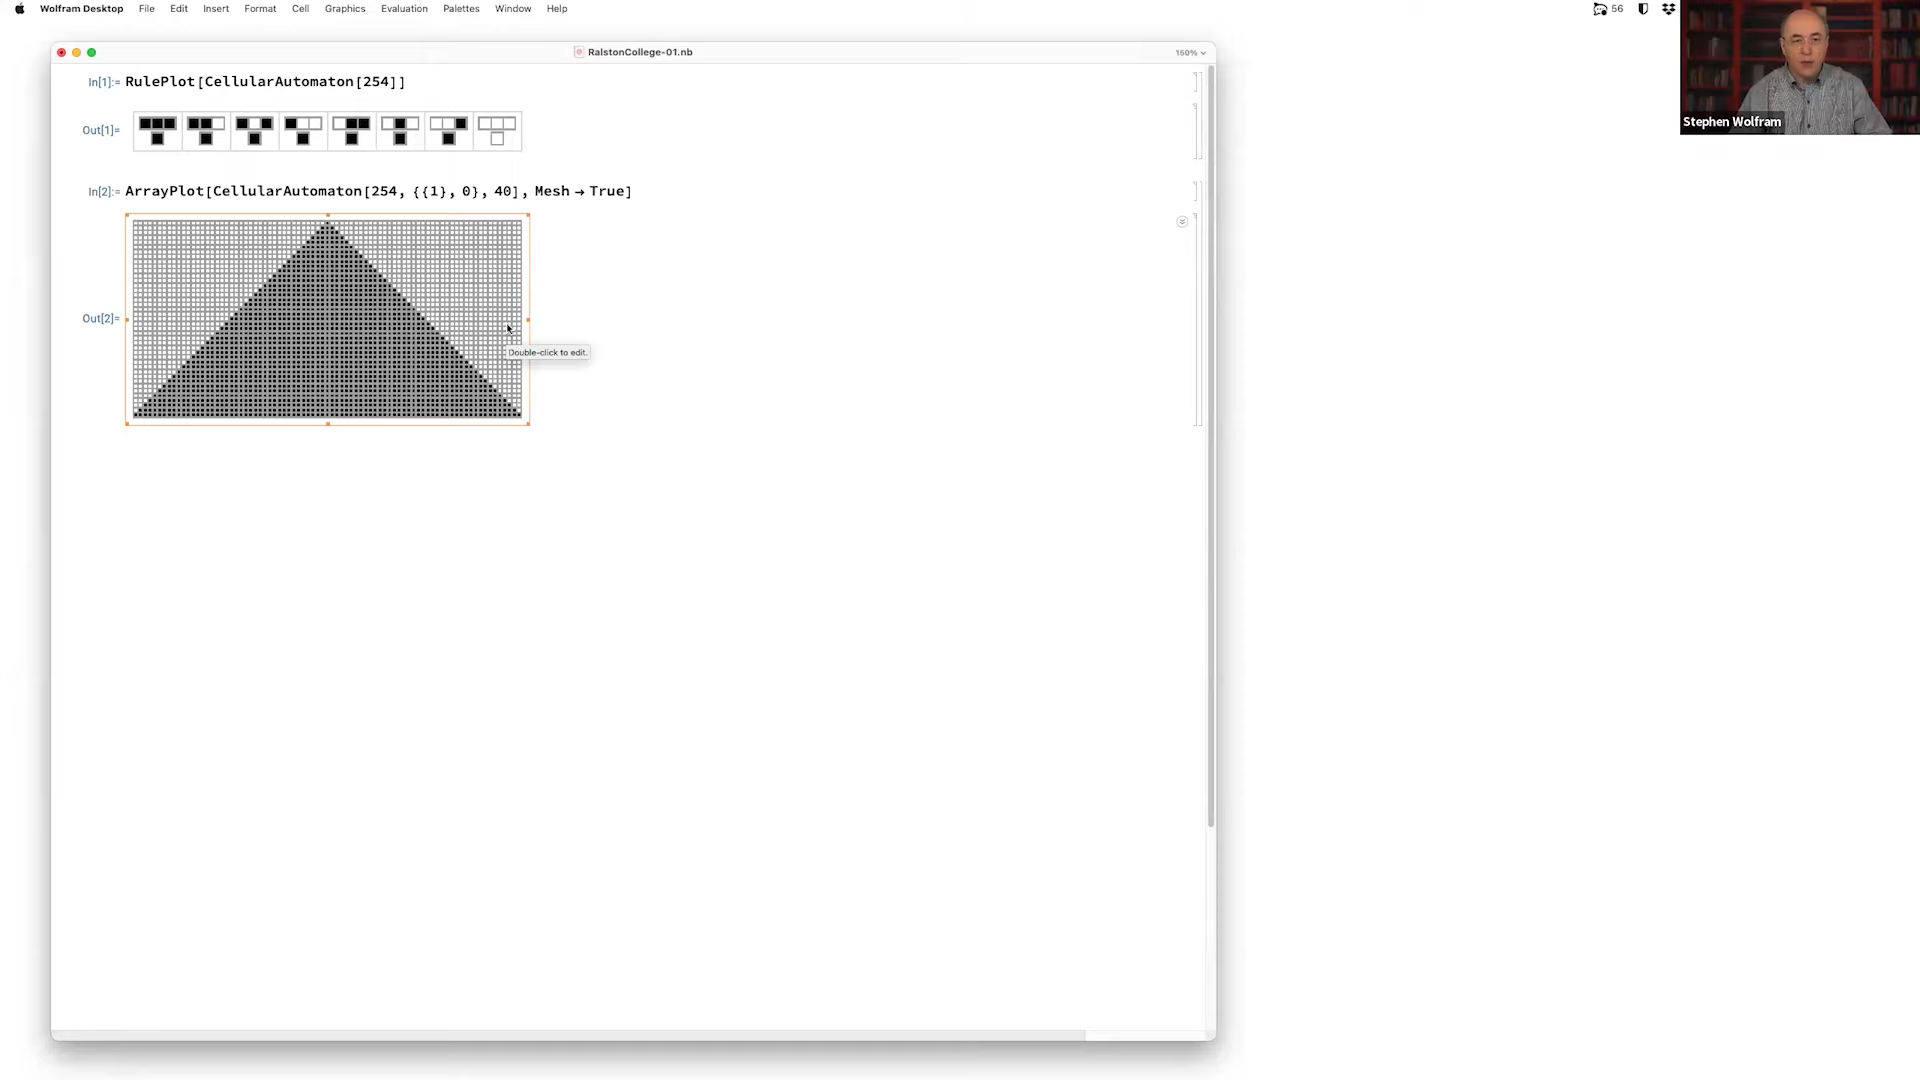 Wolfram Desktop File Edit Insert Format Cell Graphics Evaluation Palettes Window Help 56
RalstonCollege-01.nb 150%
In[1]:= RulePlot[CellularAutomaton[254]]
Out[1]=
In[2]:= ArrayPlot[CellularAutomaton[254, {{1}, 0}, 40], Mesh → True]
Out[2]=
Double-click to edit.
Stephen Wolfram